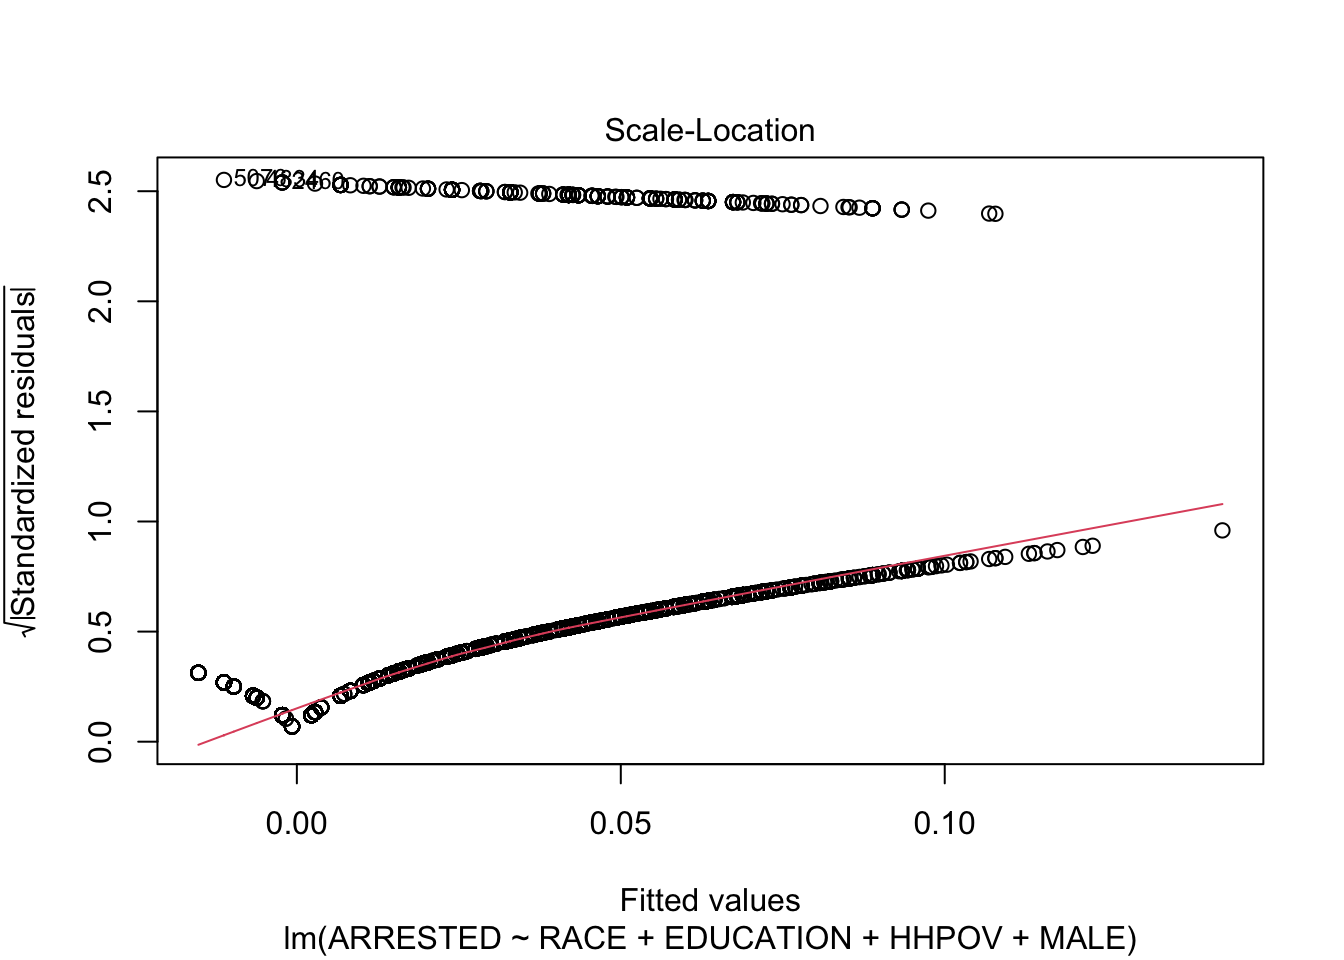 Scale-Location
√|Standardized residuals|
2.5
2.0
1.5
1.0
0.5
0.0
0.00 0.05 0.10
Fitted values
lm(ARRESTED ~ RACE + EDUCATION + HHPOV + MALE)